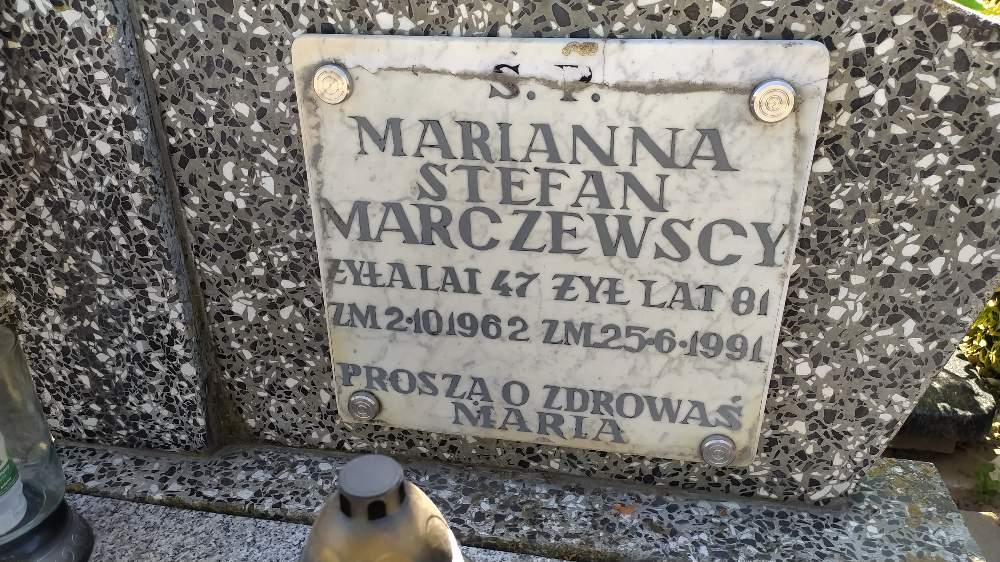 Ś. P.
MARIANNA
STEFAN
MARCZEWSCY
ŻYŁA LAT 47 ŻYŁ LAT 81
ZM 2•10 1962 ZM.25•6•1991
PROSZĄ O ZDROWAŚ
MARIA